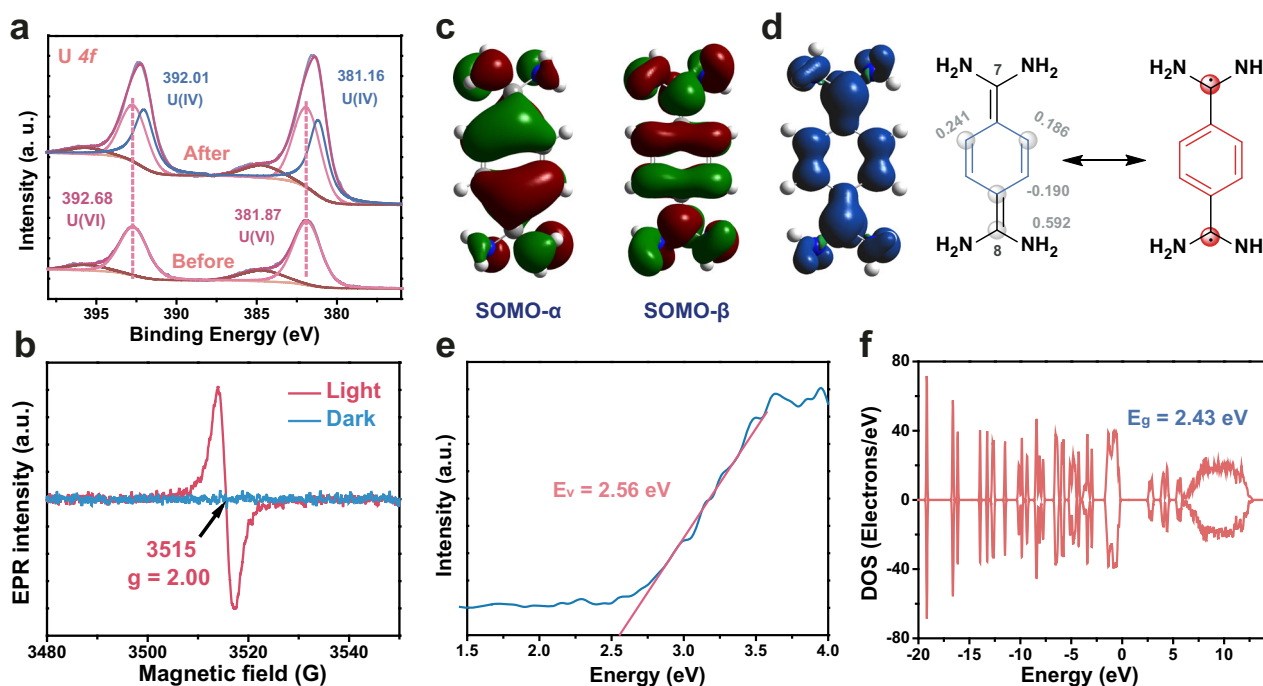 a
U 4f
392.01
U(IV)
381.16
U(IV)
After
392.68
U(VI)
381.87
U(VI)
Before
Intensity (a. u.)
395
390
385
380
Binding Energy (eV)
c
SOMO-α
SOMO-β
d
H₂N
7
NH₂
0.241
0.186
-0.190
0.592
H₂N
8
NH₂
H₂N
NH
H₂N
NH
b
Light
Dark
3515
g = 2.00
EPR intensity (a.u.)
3480
3500
3520
3540
Magnetic field (G)
e
Eᵥ = 2.56 eV
Intensity (a.u.)
1.5
2.0
2.5
3.0
3.5
4.0
Energy (eV)
f
80
40
0
-40
-80
E₉ = 2.43 eV
DOS (Electrons/eV)
-20
-15
-10
-5
0
5
10
Energy (eV)